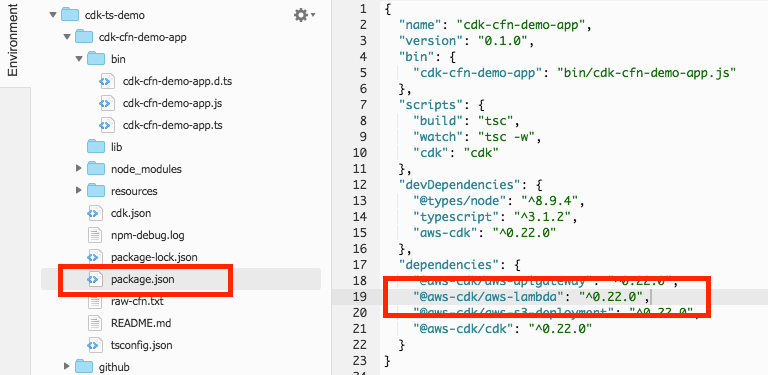 Environment
cdk-ts-demo
cdk-cfn-demo-app
bin
cdk-cfn-demo-app.d.ts
cdk-cfn-demo-app.js
cdk-cfn-demo-app.ts
lib
node_modules
resources
cdk.json
npm-debug.log
package-lock.json
package.json
raw-cfn.txt
README.md
tsconfig.json
github
1 {
2 "name": "cdk-cfn-demo-app",
3 "version": "0.1.0",
4 "bin": {
5 "cdk-cfn-demo-app": "bin/cdk-cfn-demo-app.js"
6 },
7 "scripts": {
8 "build": "tsc",
9 "watch": "tsc -w",
10 "cdk": "cdk"
11 },
12 "devDependencies": {
13 "@types/node": "^8.9.4",
14 "typescript": "^3.1.2",
15 "aws-cdk": "^0.22.0"
16 },
17 "dependencies": {
18 "@aws-cdk/aws-apigateway": "^0.22.0",
19 "@aws-cdk/aws-lambda": "^0.22.0",
20 "@aws-cdk/aws-s3-deployment": "^0.22.0",
21 "@aws-cdk/cdk": "^0.22.0"
22 }
23 }